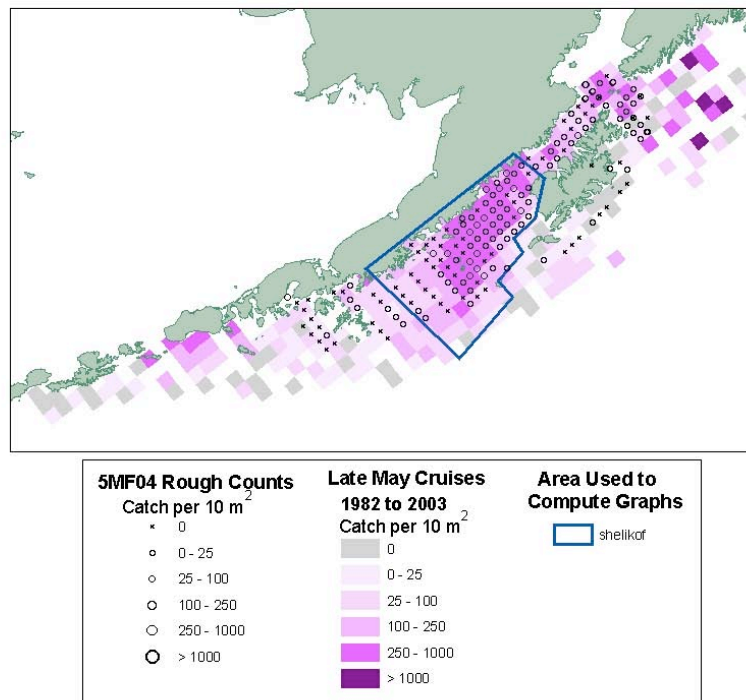 5MF04 Rough Counts
Catch per 10 m2
0
0 - 25
25 - 100
100 - 250
250 - 1000
> 1000
Late May Cruises
1982 to 2003
Catch per 10 m2
0
0 - 25
25 - 100
100 - 250
250 - 1000
> 1000
Area Used to
Compute Graphs
shelikof